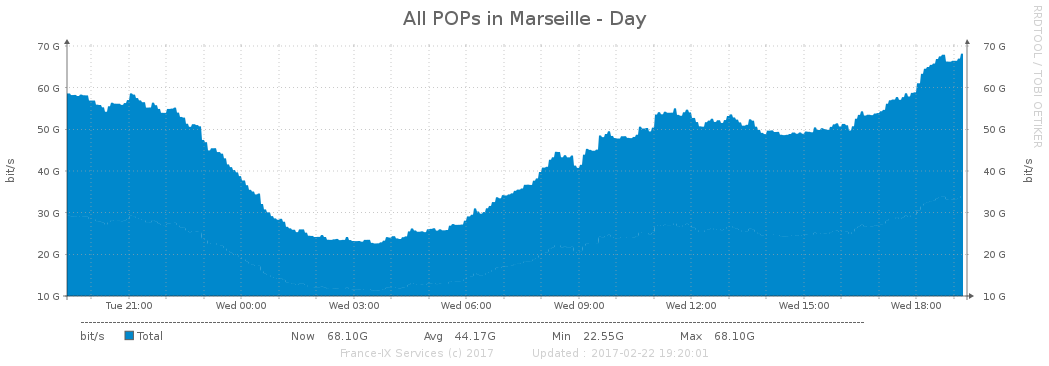 All POPs in Marseille - Day
RRDTOOL / TOBI OETIKER
bit/s
bit/s
70 G 70 G
60 G 60 G
50 G 50 G
40 G 40 G
30 G 30 G
20 G 20 G
10 G 10 G
Tue 21:00 Wed 00:00 Wed 03:00 Wed 06:00 Wed 09:00 Wed 12:00 Wed 15:00 Wed 18:00
bit/s Total Now 68.10G Avg 44.17G Min 22.55G Max 68.10G
France-IX Services (c) 2017 Updated : 2017-02-22 19:20:01